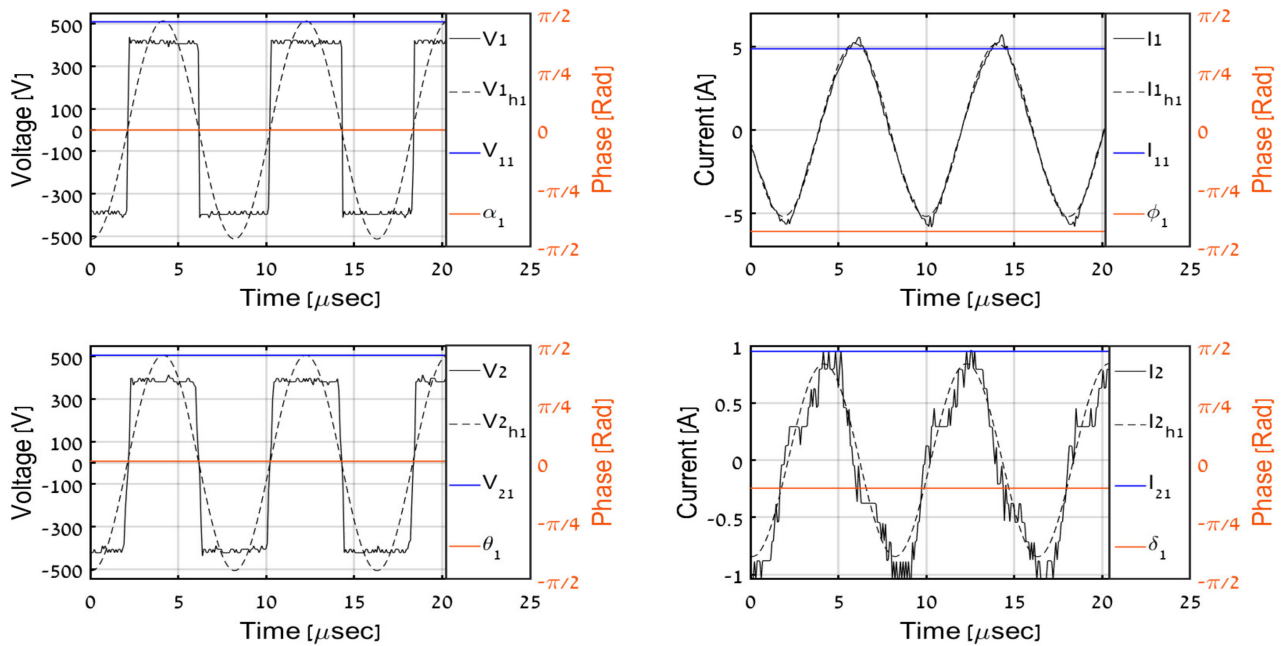 500
300
100
0
-100
-300
-500
Voltage [V]
0 5 10 15 20 25
Time [μsec]
π/2
π/4
0
-π/4
-π/2
Phase [Rad]
V1
V1h1
V11
α1
5
0
-5
Current [A]
0 5 10 15 20 25
Time [μsec]
π/2
π/4
0
-π/4
-π/2
Phase [Rad]
I1
I1h1
I11
ϕ1
500
300
100
0
-100
-300
-500
Voltage [V]
0 5 10 15 20 25
Time [μsec]
π/2
π/4
0
-π/4
-π/2
Phase [Rad]
V2
V2h1
V21
θ1
1
0.5
0
-0.5
-1
Current [A]
0 5 10 15 20 25
Time [μsec]
π/2
π/4
0
-π/4
-π/2
Phase [Rad]
I2
I2h1
I21
δ1